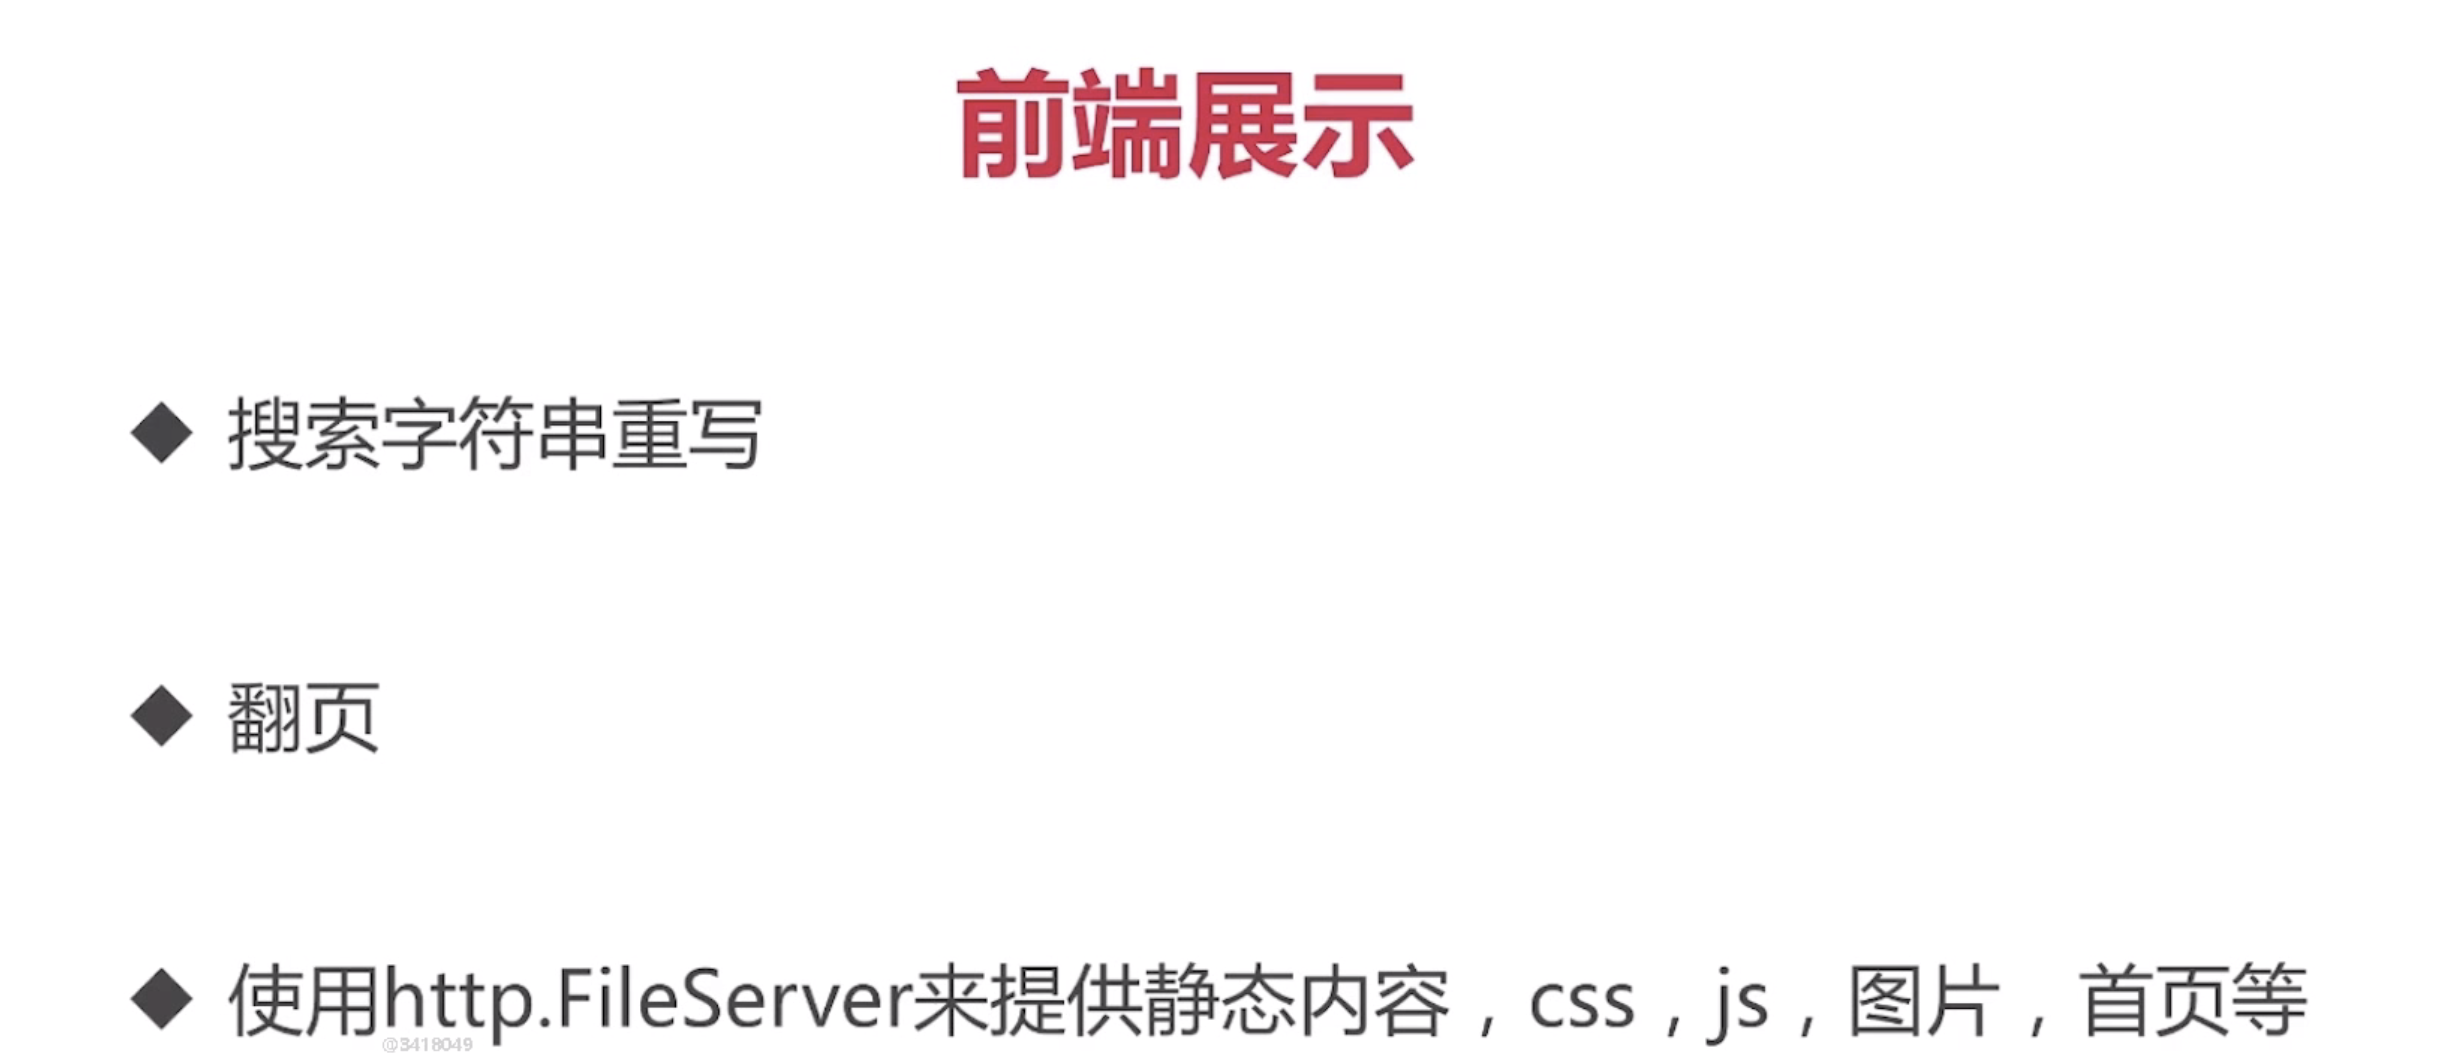 前端展示
◆ 搜索字符串重写
◆ 翻页
◆ 使用http.FileServer来提供静态内容，css，js，图片，首页等
@3418049